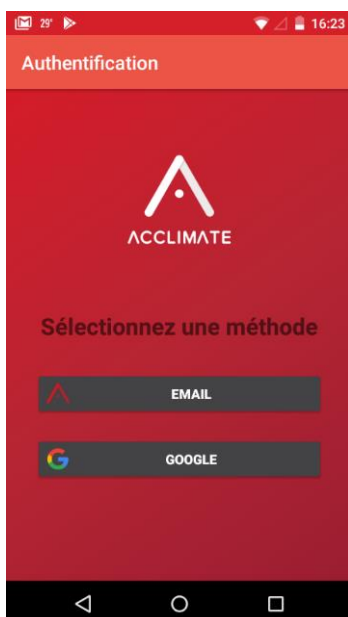 29°
16:23
Authentification
ACCLIMATE
Sélectionnez une méthode
EMAIL
GOOGLE